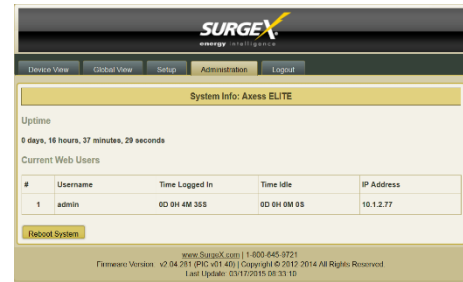 SURGEX
energy intelligence
Device View Global View Setup Administration Logout
System Info: Axess ELITE
Uptime
0 days, 16 hours, 37 minutes, 29 seconds
Current Web Users
# Username Time Logged In Time Idle IP Address
1 admin 0D 0H 4M 35S 0D 0H 0M 0S 10.1.2.77
Reboot System
www.SurgeX.com | 1-800-645-9721
Firmware Version : v2.04.281 (PIC v01.40) | Copyright © 2012-2014 All Rights Reserved
Last Update: 03/17/2015 08:33:10